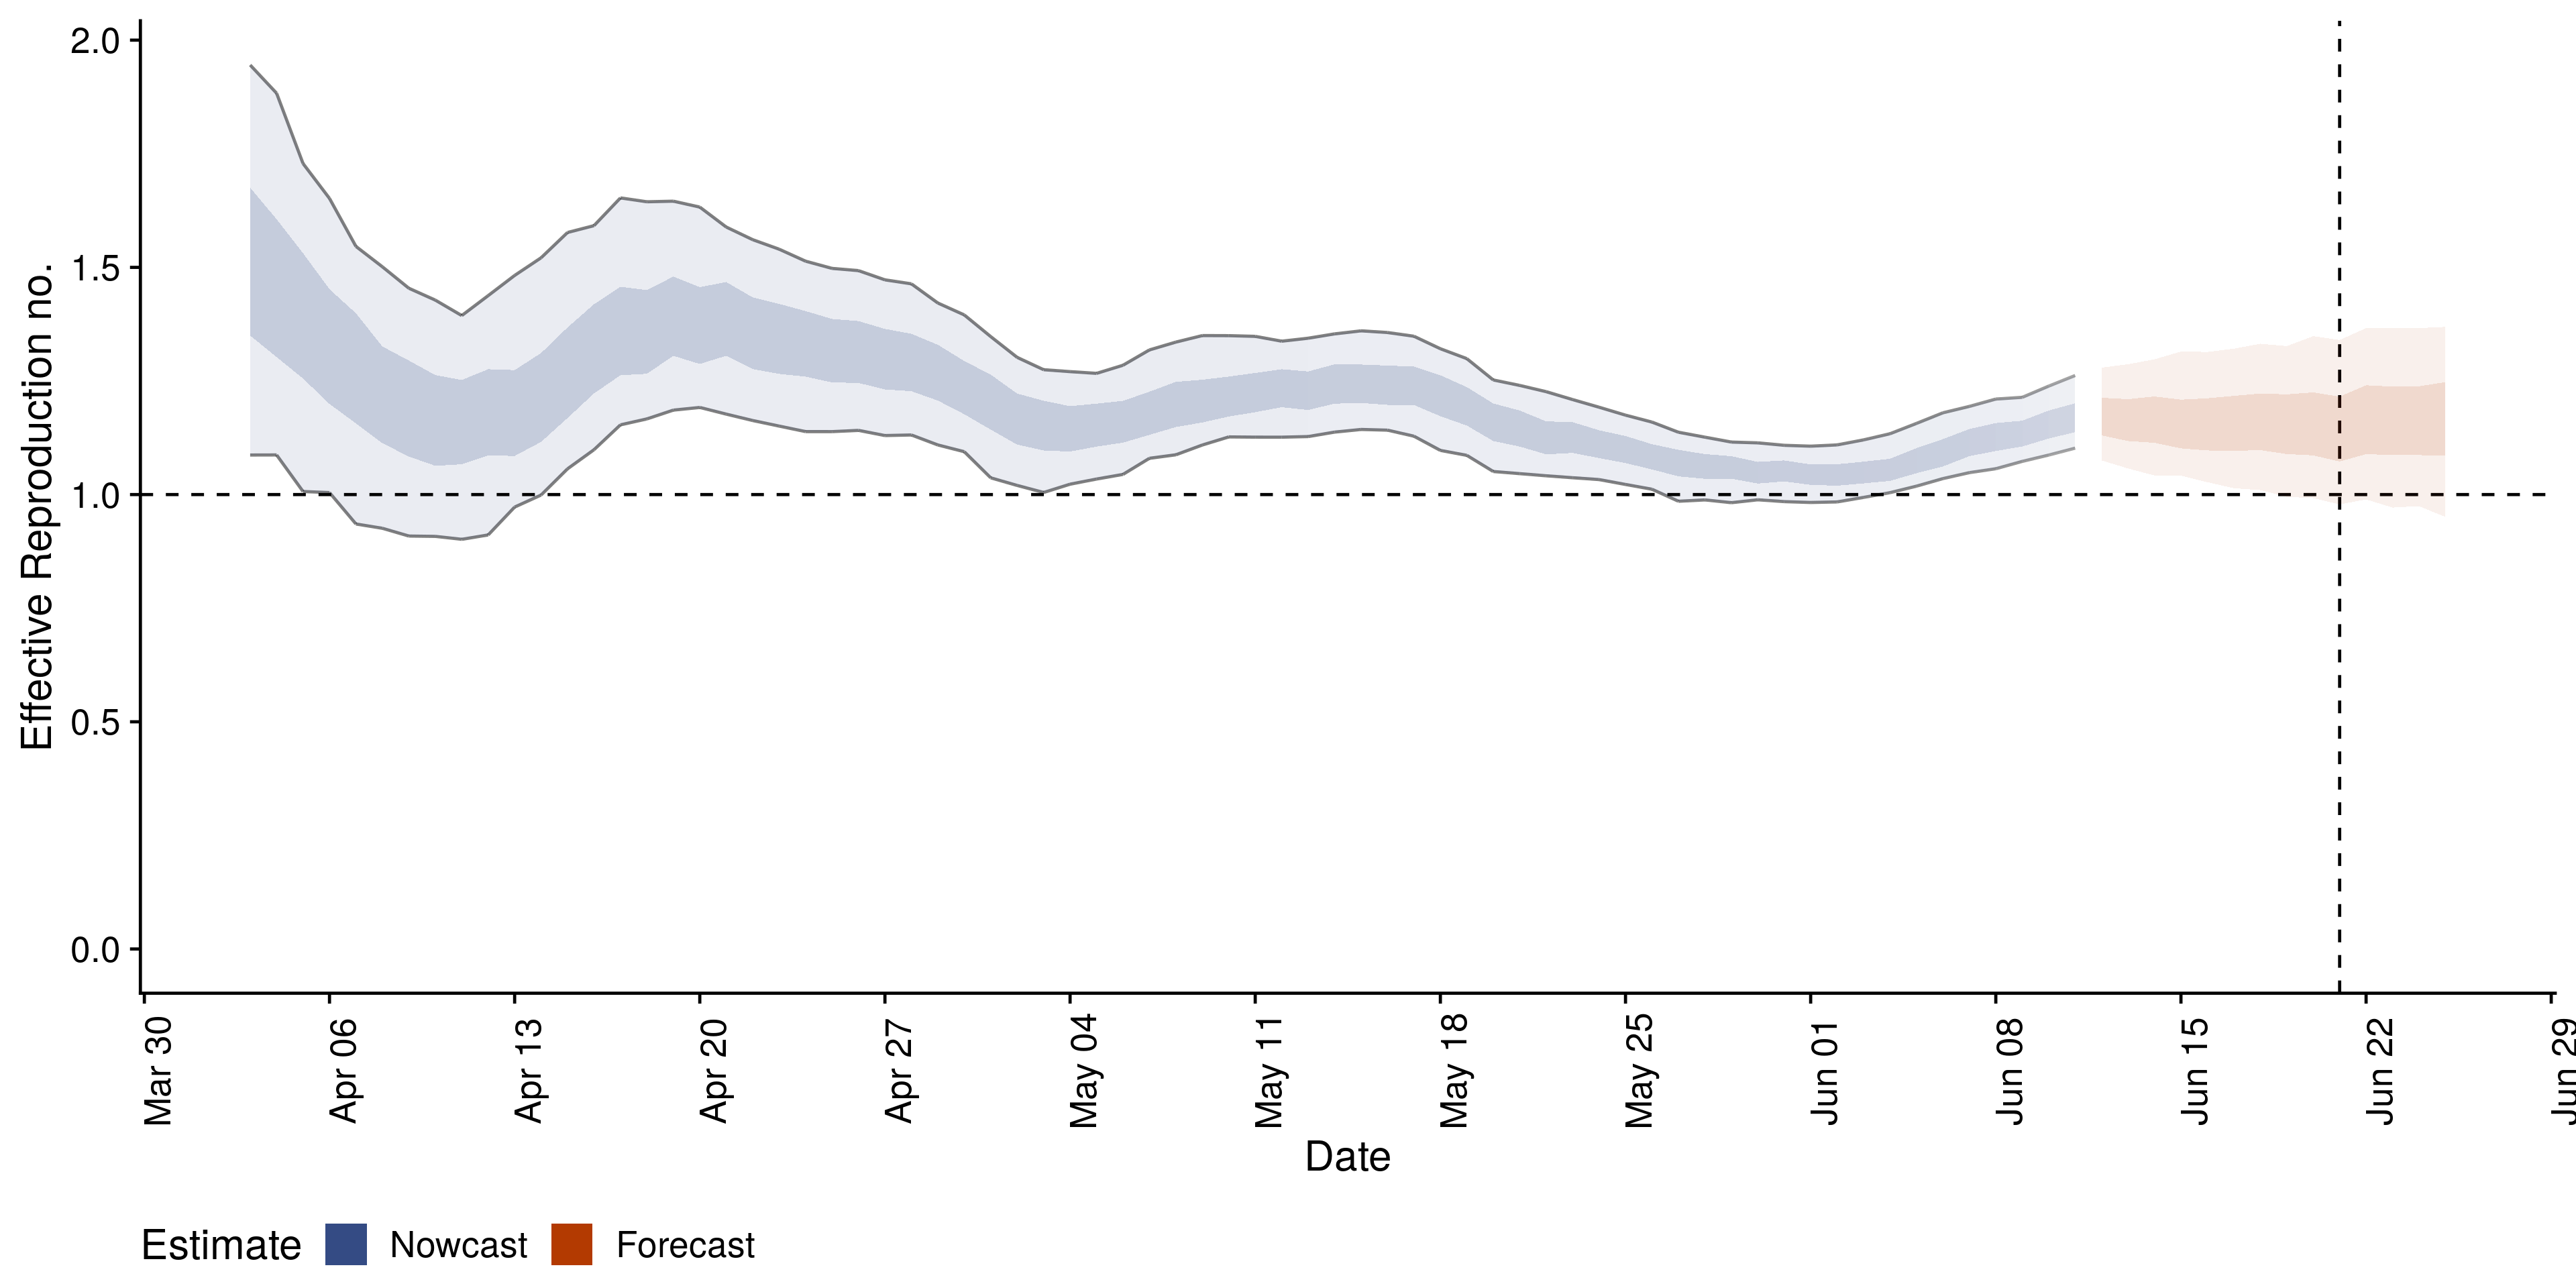 Effective Reproduction no.
2.0
1.5
1.0
0.5
0.0
Mar 30
Apr 06
Apr 13
Apr 20
Apr 27
May 04
May 11
May 18
May 25
Jun 01
Jun 08
Jun 15
Jun 22
Jun 29
Date
Estimate Nowcast Forecast